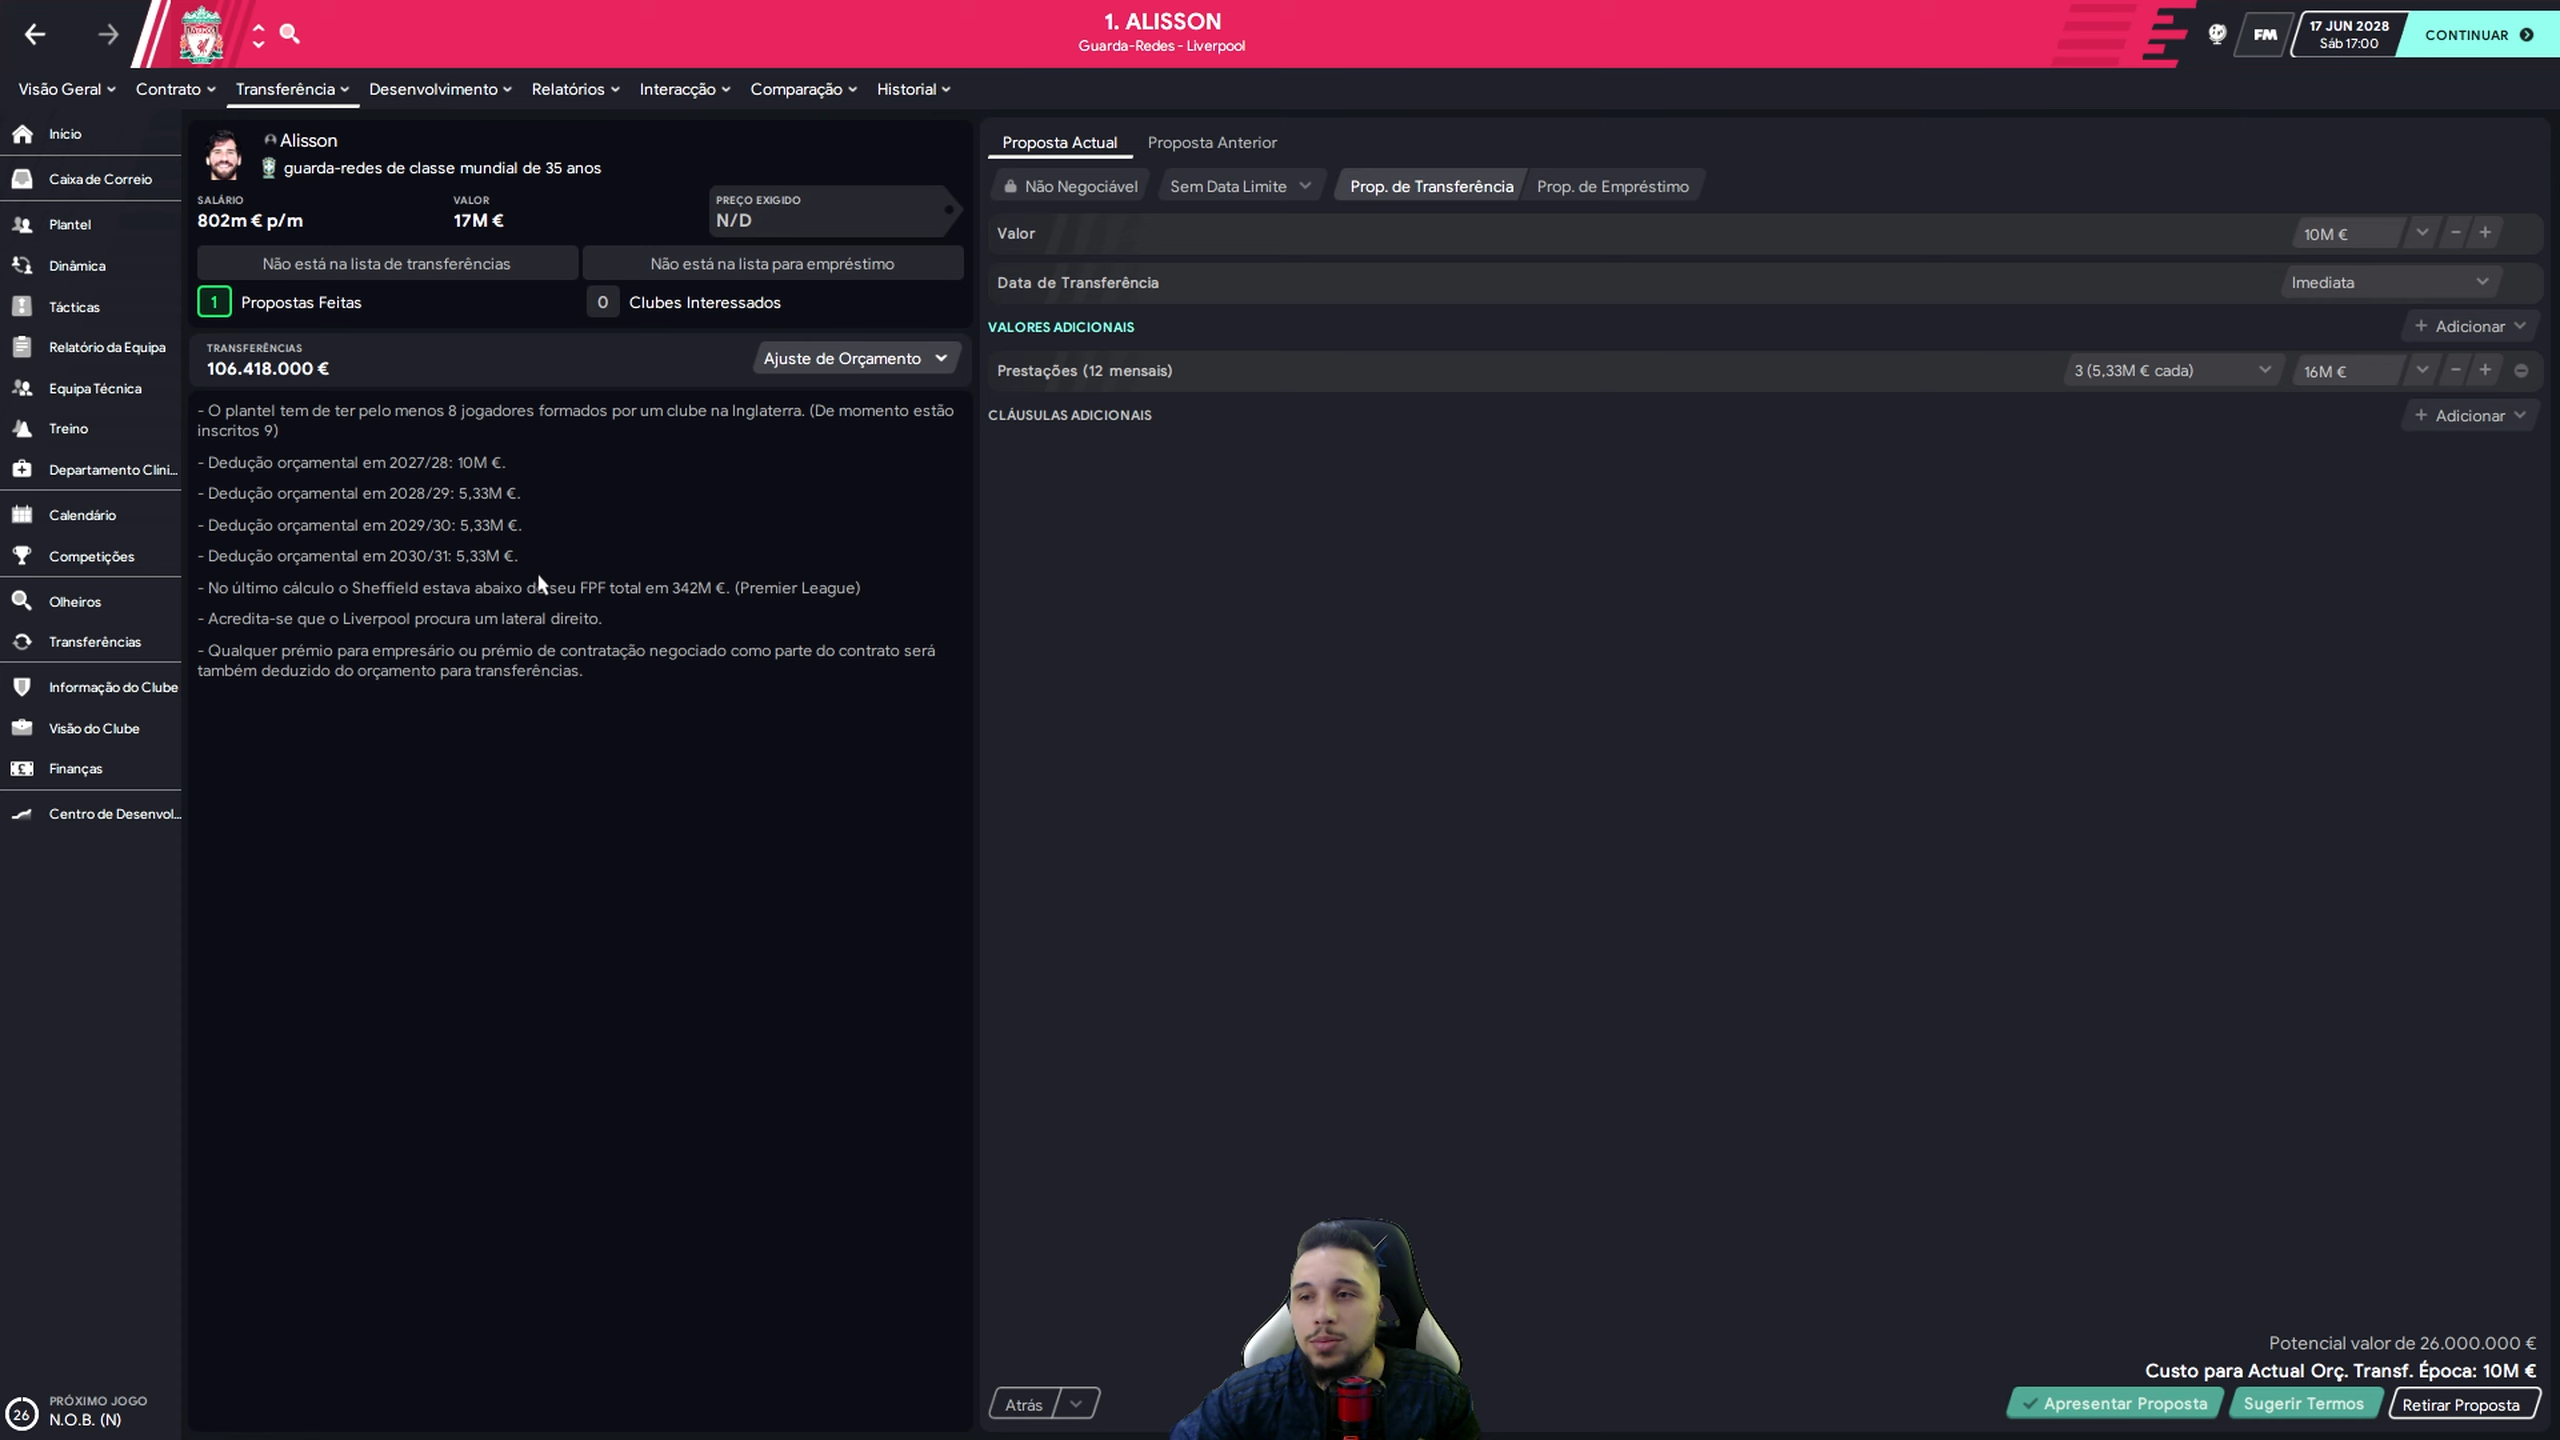 1. ALISSON
Guarda-Redes - Liverpool
FM
17 JUN 2028
Sáb 17:00
CONTINUAR
Visão Geral
Contrato
Transferência
Desenvolvimento
Relatórios
Interacção
Comparação
Historial
Início
Caixa de Correio
Plantel
Dinâmica
Tácticas
Relatório da Equipa
Equipa Técnica
Treino
Departamento Clíni...
Calendário
Competições
Olheiros
Transferências
Informação do Clube
Visão do Clube
Finanças
Centro de Desenvol...
26
PRÓXIMO JOGO
N.O.B. (N)
Alisson
guarda-redes de classe mundial de 35 anos
SALÁRIO
802m € p/m
VALOR
17M €
PREÇO EXIGIDO
N/D
Não está na lista de transferências
Não está na lista para empréstimo
1 Propostas Feitas
0 Clubes Interessados
TRANSFERÊNCIAS
106.418.000 €
Ajuste de Orçamento
- O plantel tem de ter pelo menos 8 jogadores formados por um clube na Inglaterra. (De momento estão
inscritos 9)
- Dedução orçamental em 2027/28: 10M €.
- Dedução orçamental em 2028/29: 5,33M €.
- Dedução orçamental em 2029/30: 5,33M €.
- Dedução orçamental em 2030/31: 5,33M €.
- No último cálculo o Sheffield estava abaixo do seu FPF total em 342M €. (Premier League)
- Acredita-se que o Liverpool procura um lateral direito.
- Qualquer prémio para empresário ou prémio de contratação negociado como parte do contrato será
também deduzido do orçamento para transferências.
Proposta Actual
Proposta Anterior
Não Negociável
Sem Data Limite
Prop. de Transferência
Prop. de Empréstimo
Valor
10M €
Data de Transferência
Imediata
VALORES ADICIONAIS
Adicionar
Prestações (12 mensais)
3 (5,33M € cada)
16M €
CLÁUSULAS ADICIONAIS
Adicionar
Potencial valor de 26.000.000 €
Custo para Actual Orç. Transf. Época: 10M €
Atrás
Apresentar Proposta
Sugerir Termos
Retirar Proposta